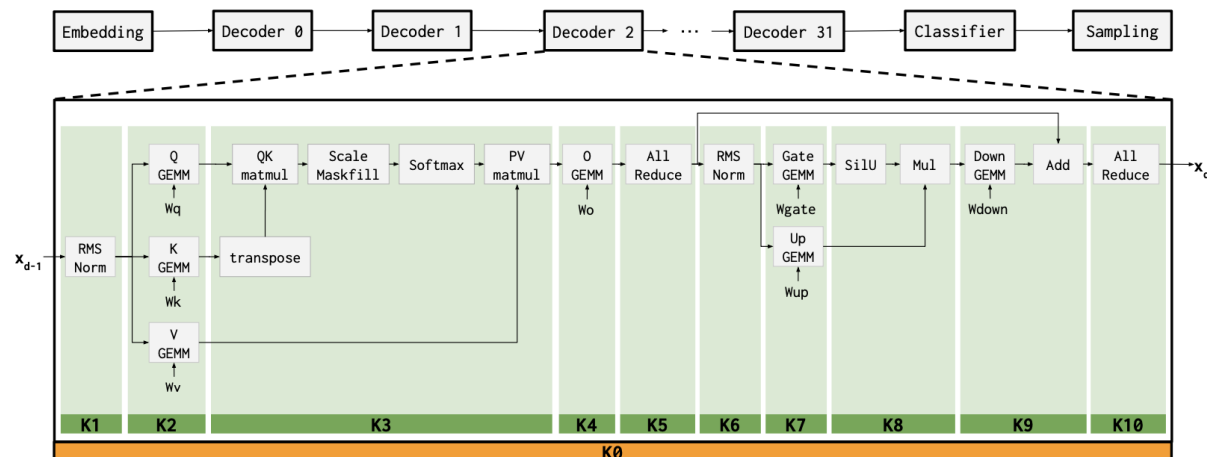 Embedding
Decoder 0
Decoder 1
Decoder 2
...
Decoder 31
Classifier
Sampling
Q
GEMM
Wq
QK
matmul
Scale
Maskfill
Softmax
PV
matmul
O
GEMM
Wo
All
Reduce
RMS
Norm
Gate
GEMM
Wgate
SilU
Mul
Down
GEMM
Wdown
Add
All
Reduce
x_d
x_d-1
RMS
Norm
K
GEMM
Wk
transpose
Up
GEMM
Wup
V
GEMM
Wv
K1
K2
K3
K4
K5
K6
K7
K8
K9
K10
K0